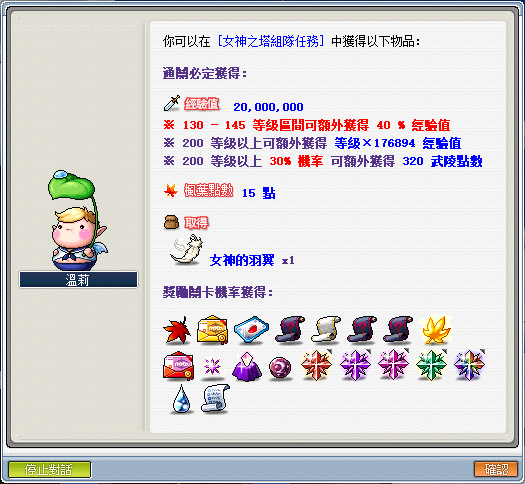 你可以在 [女神之塔組隊任務] 中獲得以下物品:
通關必定獲得:
經驗值 20,000,000
※ 130 - 145 等級區間可額外獲得 40 % 經驗值
※ 200 等級以上可額外獲得 等級×176894 經驗值
※ 200 等級以上 30% 機率 可額外獲得 320 武陵點數
楓葉點數 15 點
取得
女神的羽翼 x1
溫莉
獎勵關卡機率獲得:
停止對話
確認